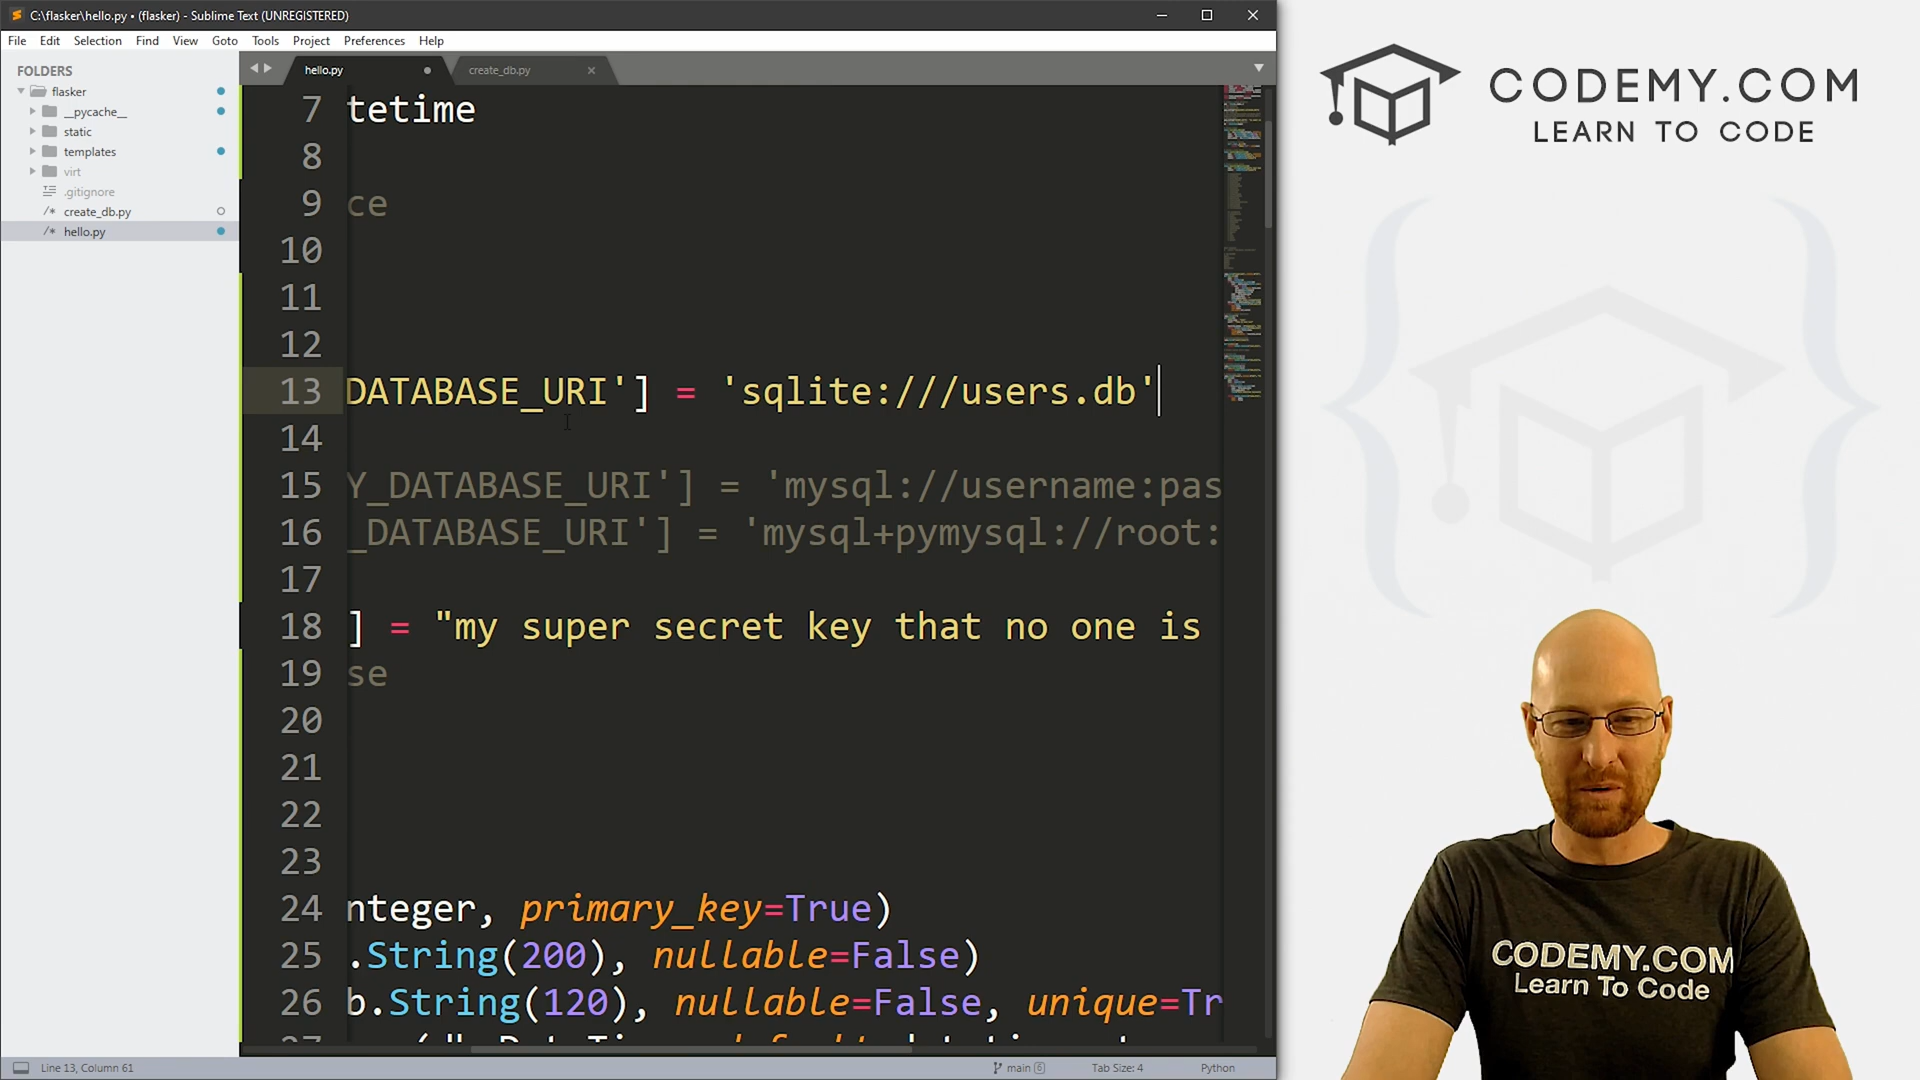 C:\flasker\hello.py • (flasker) - Sublime Text (UNREGISTERED)
File Edit Selection Find View Goto Tools Project Preferences Help
FOLDERS
flasker
__pycache__
static
templates
virt
.gitignore
/* create_db.py
/* hello.py
hello.py
create_db.py
7 tetime
8
9 ce
10
11
12
13 DATABASE_URI'] = 'sqlite:///users.db'
14
15 Y_DATABASE_URI'] = 'mysql://username:pas
16 _DATABASE_URI'] = 'mysql+pymysql://root:
17
18 ] = "my super secret key that no one is
19 se
20
21
22
23
24 nteger, primary_key=True)
25 .String(200), nullable=False)
26 b.String(120), nullable=False, unique=Tr
Line 13, Column 61
main 6
Tab Size: 4
Python
CODEMY.COM
LEARN TO CODE
CODEMY.COM
Learn To Code